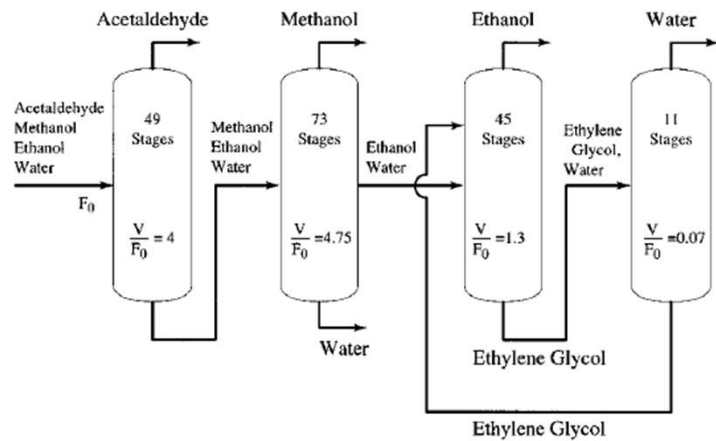 Acetaldehyde
Methanol
Ethanol
Water
Acetaldehyde
Methanol
Ethanol
Water
F0
49
Stages
V/F0 = 4
Methanol
Ethanol
Water
73
Stages
V/F0 =4.75
Water
Ethanol
Water
45
Stages
V/F0 =1.3
Ethylene
Glycol,
Water
11
Stages
V/F0 =0.07
Ethylene Glycol
Ethylene Glycol